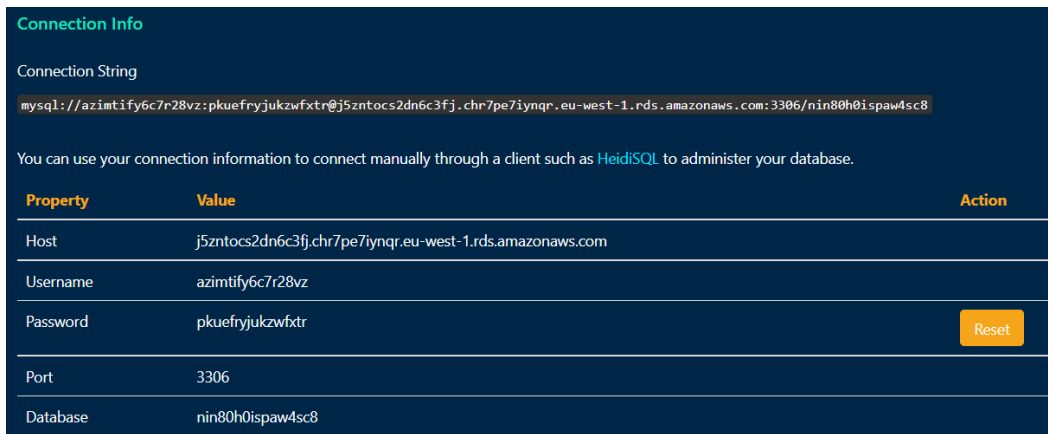 Connection Info
Connection String
mysql://azimtify6c7r28vz:pkuefryjukzwfxtr@j5zntocs2dn6c3fj.chr7pe7iynqr.eu-west-1.rds.amazonaws.com:3306/nin80h0ispaw4sc8
You can use your connection information to connect manually through a client such as HeidiSQL to administer your database.
Property Value Action
Host j5zntocs2dn6c3fj.chr7pe7iynqr.eu-west-1.rds.amazonaws.com
Username azimtify6c7r28vz
Password pkuefryjukzwfxtr Reset
Port 3306
Database nin80h0ispaw4sc8